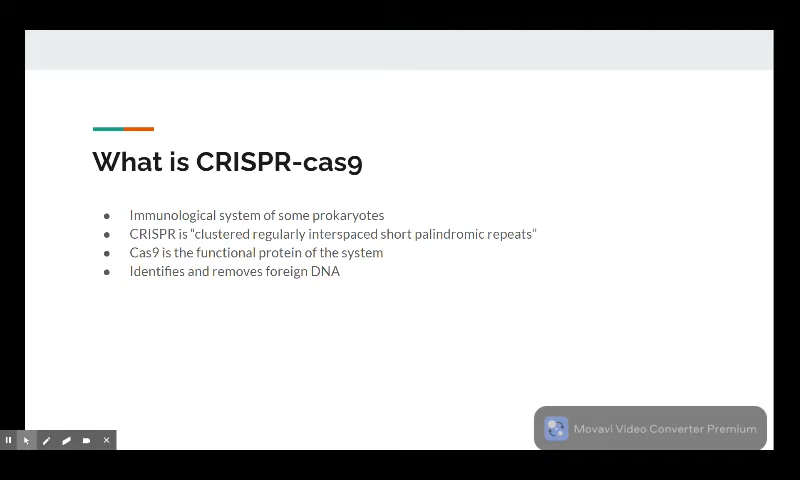 What is CRISPR-cas9
● Immunological system of some prokaryotes
● CRISPR is “clustered regularly interspaced short palindromic repeats”
● Cas9 is the functional protein of the system
● Identifies and removes foreign DNA
Movavi Video Converter Premium